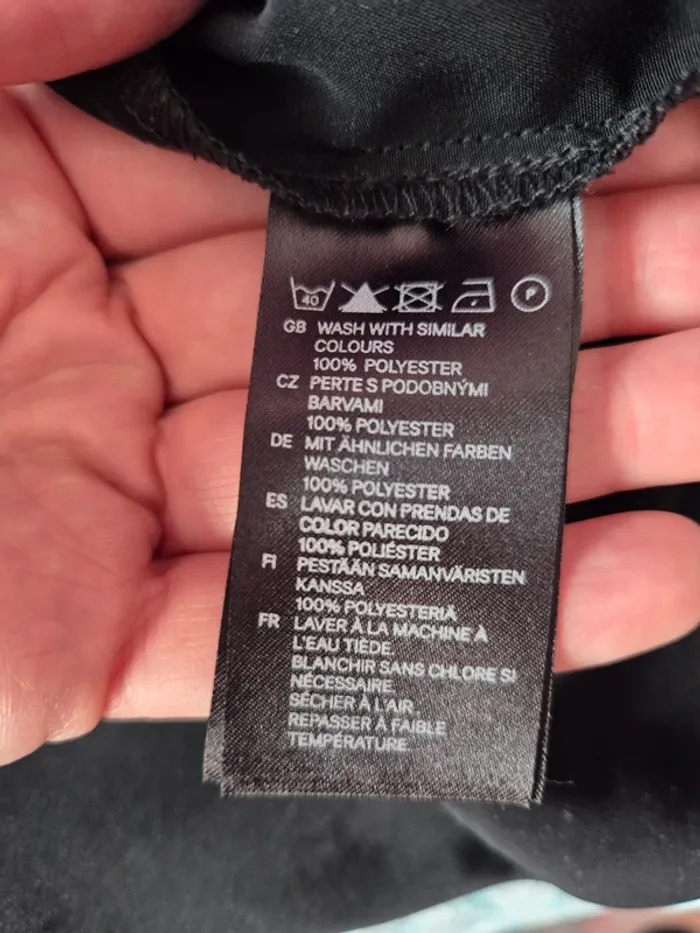 40 P
GB WASH WITH SIMILAR
COLOURS
100% POLYESTER
CZ PERTE S PODOBNÝMI
BARVAMI
100% POLYESTER
DE MIT ÄHNLICHEN FARBEN
WASCHEN
100% POLYESTER
ES LAVAR CON PRENDAS DE
COLOR PARECIDO
100% POLIÉSTER
FI PESTÄÄN SAMANVÄRISTEN
KANSSA
100% POLYESTERIÄ
FR LAVER À LA MACHINE À
L'EAU TIÈDE.
BLANCHIR SANS CHLORE SI
NÉCESSAIRE.
SÉCHER À L'AIR.
REPASSER À FAIBLE
TEMPÉRATURE.